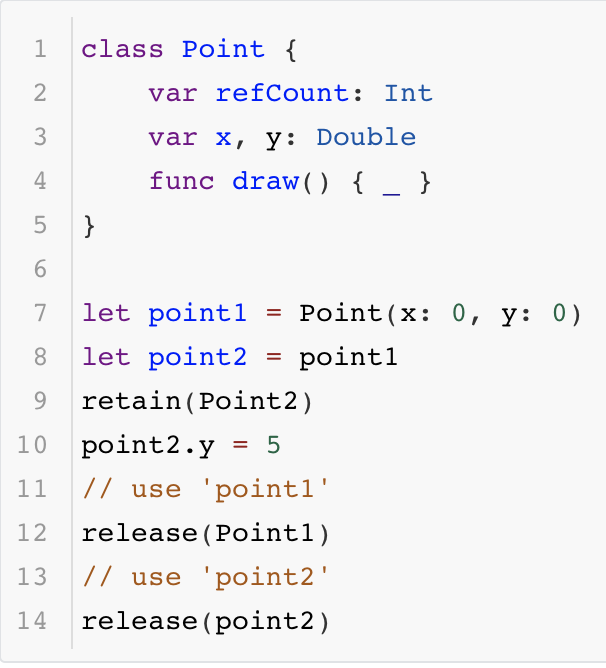 1 class Point {
2     var refCount: Int
3     var x, y: Double
4     func draw() { _ }
5 }
6
7 let point1 = Point(x: 0, y: 0)
8 let point2 = point1
9 retain(Point2)
10 point2.y = 5
11 // use 'point1'
12 release(Point1)
13 // use 'point2'
14 release(point2)